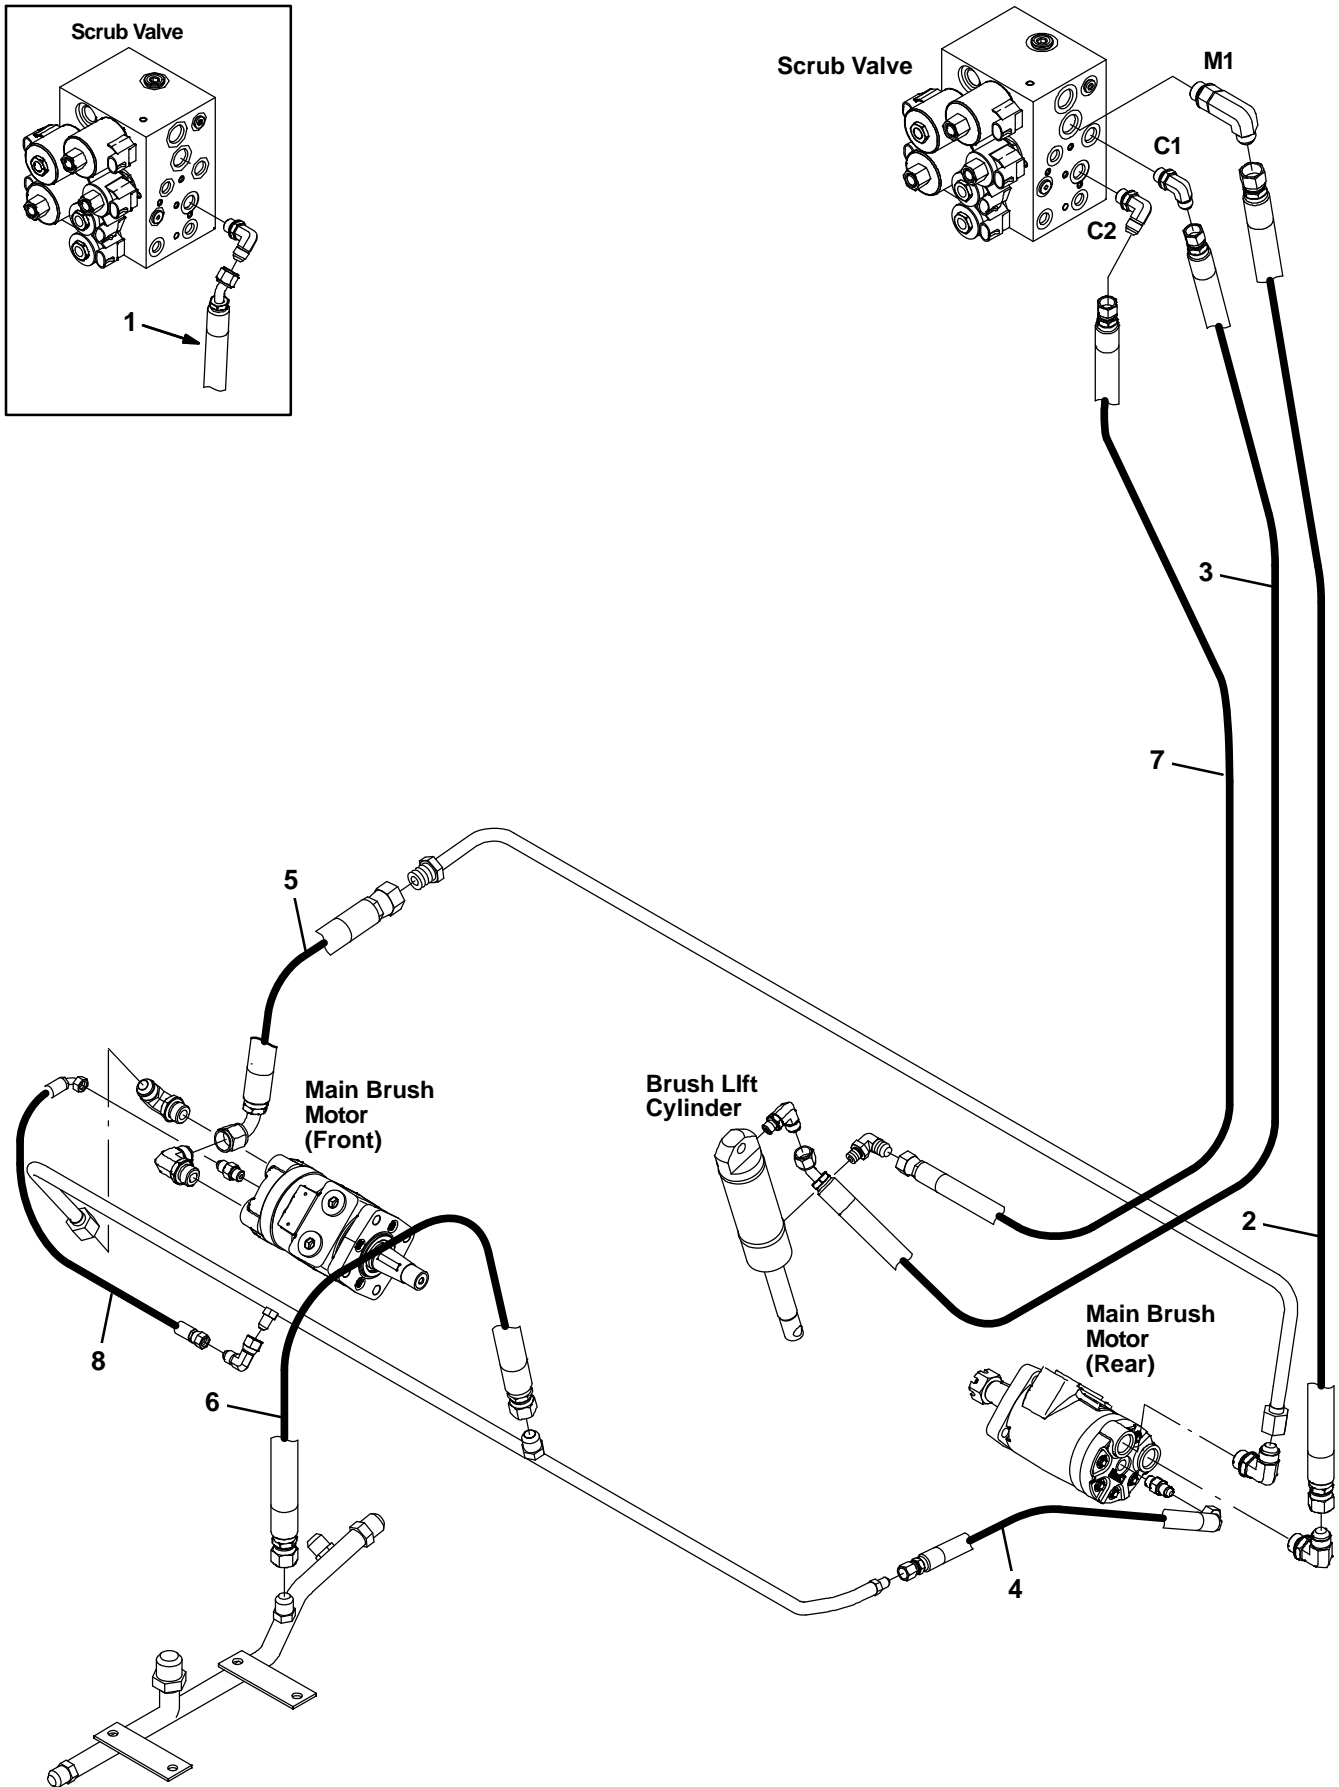 Scrub Valve
1
Scrub Valve
M1
C1
C2
3
7
5
Main Brush
Motor
(Front)
Brush LIft
Cylinder
2
Main Brush
Motor
(Rear)
8
6
4